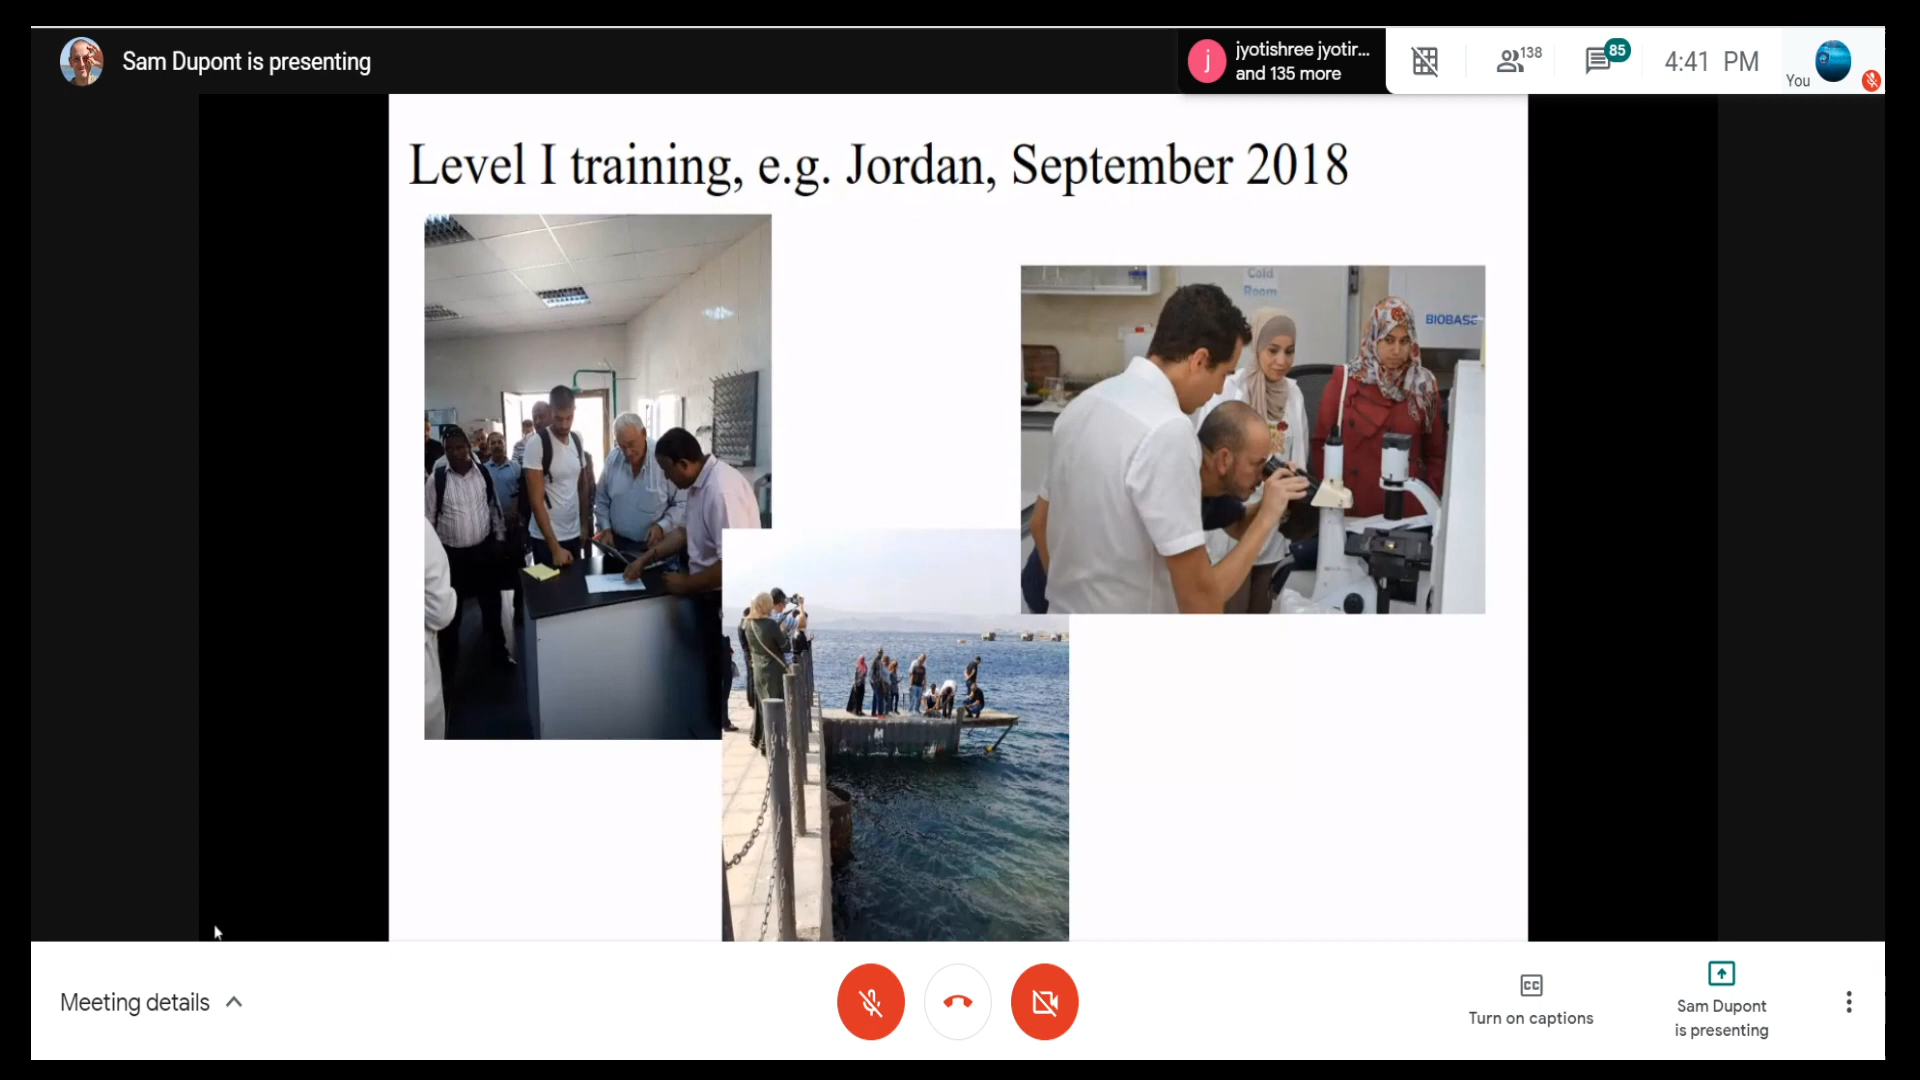 Sam Dupont is presenting
j
jyotishree jyotir...
and 135 more
138
85
4:41 PM
You
Level I training, e.g. Jordan, September 2018
Cold
Room
BIOBASE
Meeting details
CC
Turn on captions
Sam Dupont
is presenting